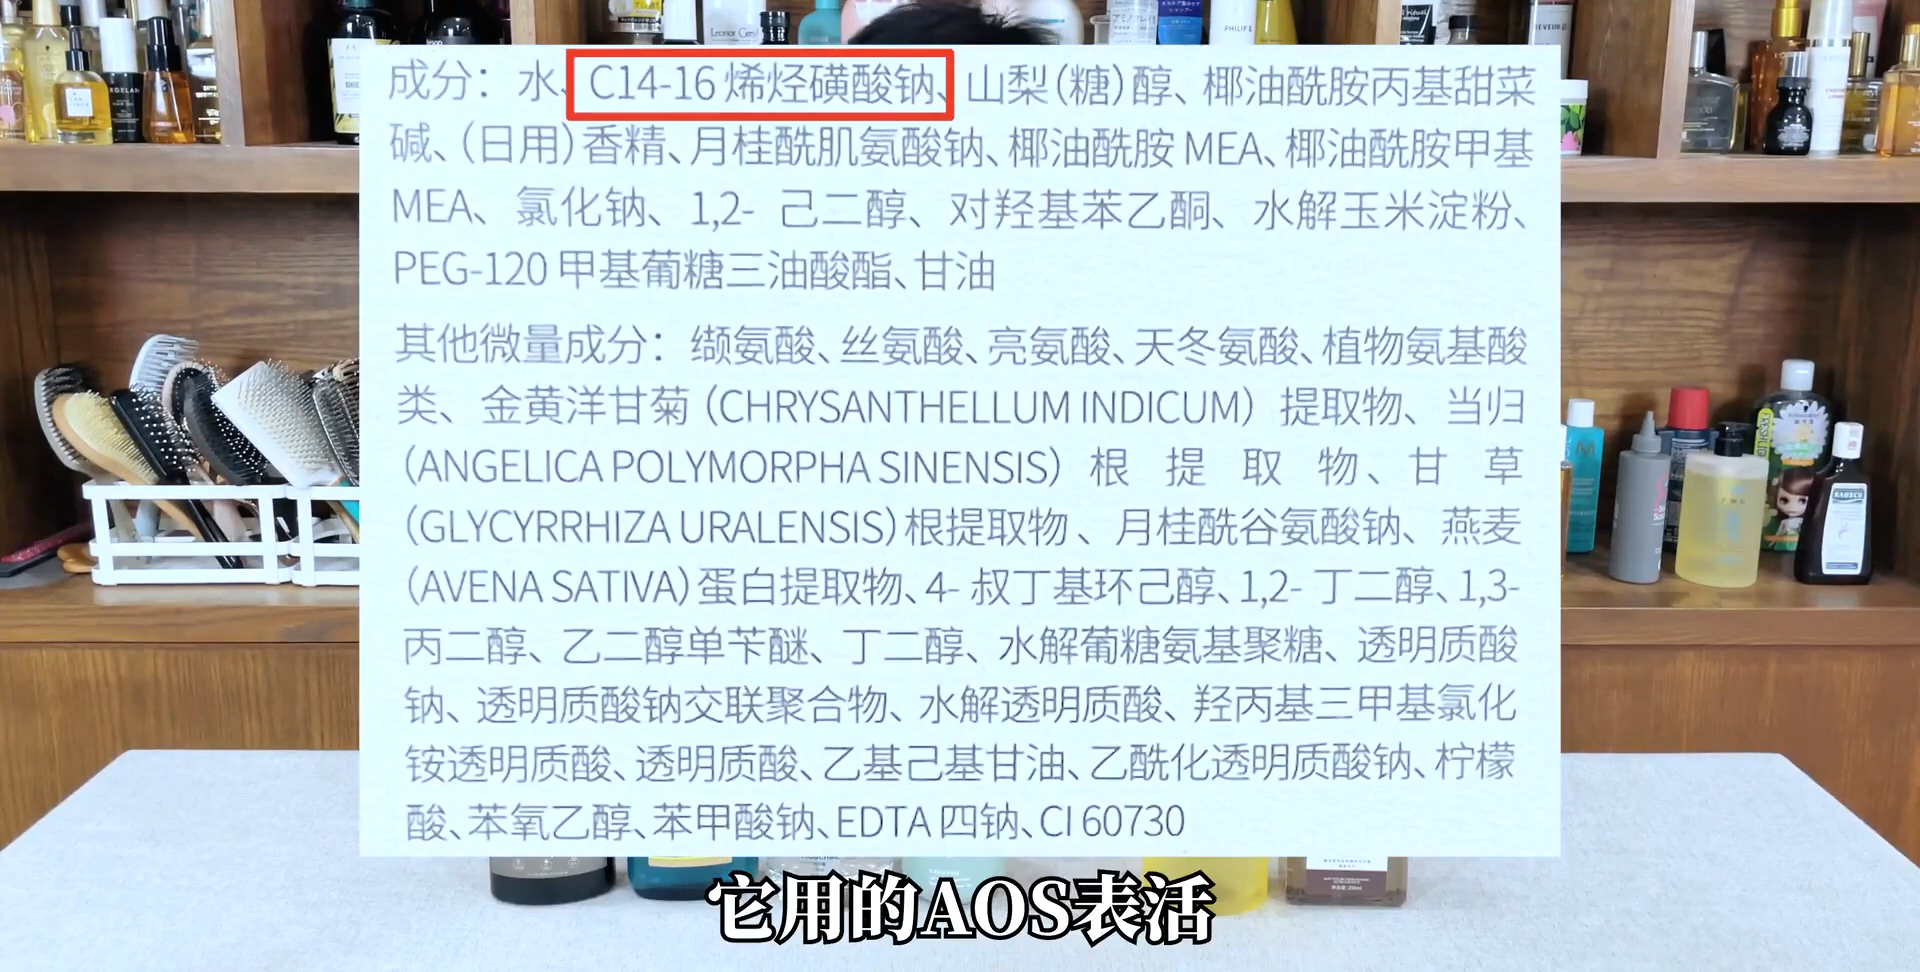 成分：水、C14-16 烯烃磺酸钠、山梨（糖）醇、椰油酰胺丙基甜菜
碱、（日用）香精、月桂酰肌氨酸钠、椰油酰胺 MEA、椰油酰胺甲基
MEA、氯化钠、1,2- 己二醇、对羟基苯乙酮、水解玉米淀粉、
PEG-120 甲基葡糖三油酸酯、甘油
其他微量成分：缬氨酸、丝氨酸、亮氨酸、天冬氨酸、植物氨基酸
类、金黄洋甘菊（CHRYSANTHELLUM INDICUM）提取物、当归
（ANGELICA POLYMORPHA SINENSIS）根提取物、甘草
（GLYCYRRHIZA URALENSIS）根提取物、月桂酰谷氨酸钠、燕麦
（AVENA SATIVA）蛋白提取物、4- 叔丁基环己醇、1,2- 丁二醇、1,3-
丙二醇、乙二醇单苄醚、丁二醇、水解葡糖氨基聚糖、透明质酸
钠、透明质酸钠交联聚合物、水解透明质酸、羟丙基三甲基氯化
铵透明质酸、透明质酸、乙基己基甘油、乙酰化透明质酸钠、柠檬
酸、苯氧乙醇、苯甲酸钠、EDTA 四钠、CI 60730
它用的AOS表活